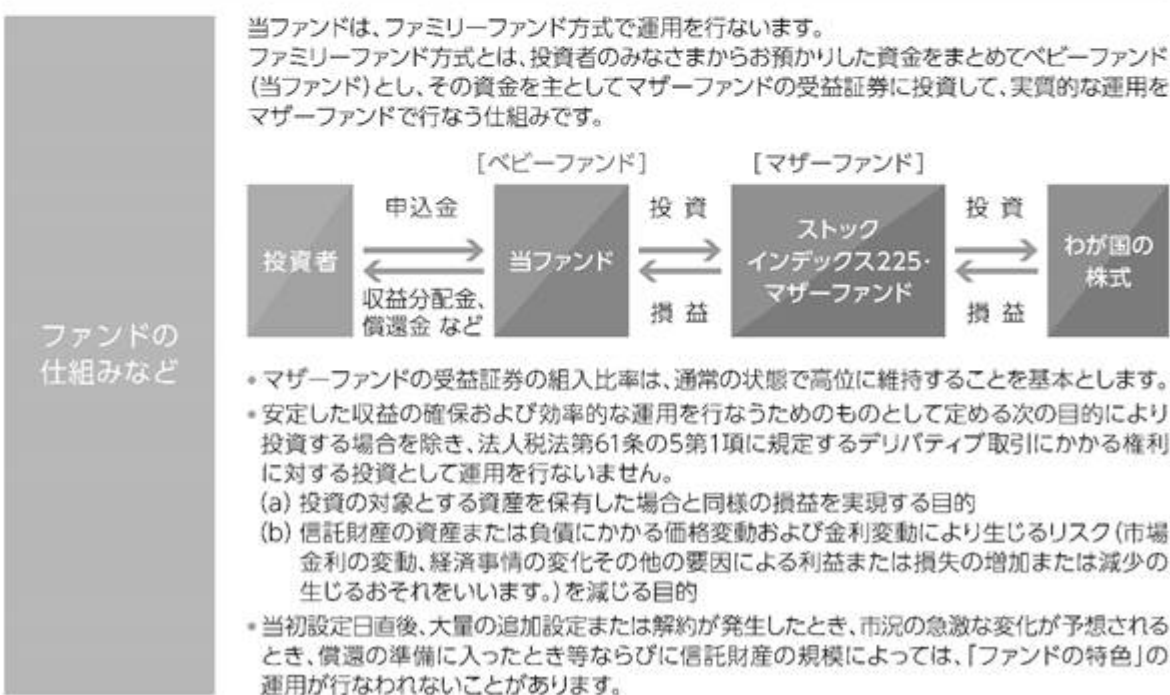 当ファンドは、ファミリーファンド方式で運用を行ないます。
ファミリーファンド方式とは、投資者のみなさまからお預かりした資金をまとめてベビーファンド
(当ファンド)とし、その資金を主としてマザーファンドの受益証券に投資して、実質的な運用を
マザーファンドで行なう仕組みです。
[ベビーファンド]
[マザーファンド]
投資者
申込金
収益分配金、
償還金 など
当ファンド
投 資
損 益
ストック
インデックス225・
マザーファンド
投 資
損 益
わが国の
株式
ファンドの
仕組みなど
• マザーファンドの受益証券の組入比率は、通常の状態で高位に維持することを基本とします。
• 安定した収益の確保および効率的な運用を行なうためのものとして定める次の目的により
投資する場合を除き、法人税法第61条の5第1項に規定するデリバティブ取引にかかる権利
に対する投資として運用を行ないません。
(a) 投資の対象とする資産を保有した場合と同様の損益を実現する目的
(b) 信託財産の資産または負債にかかる価格変動および金利変動により生じるリスク(市場
金利の変動、経済事情の変化その他の要因による利益または損失の増加または減少の
生じるおそれをいいます。)を減じる目的
• 当初設定日直後、大量の追加設定または解約が発生したとき、市況の急激な変化が予想される
とき、償還の準備に入ったとき等ならびに信託財産の規模によっては、「ファンドの特色」の
運用が行なわれないことがあります。